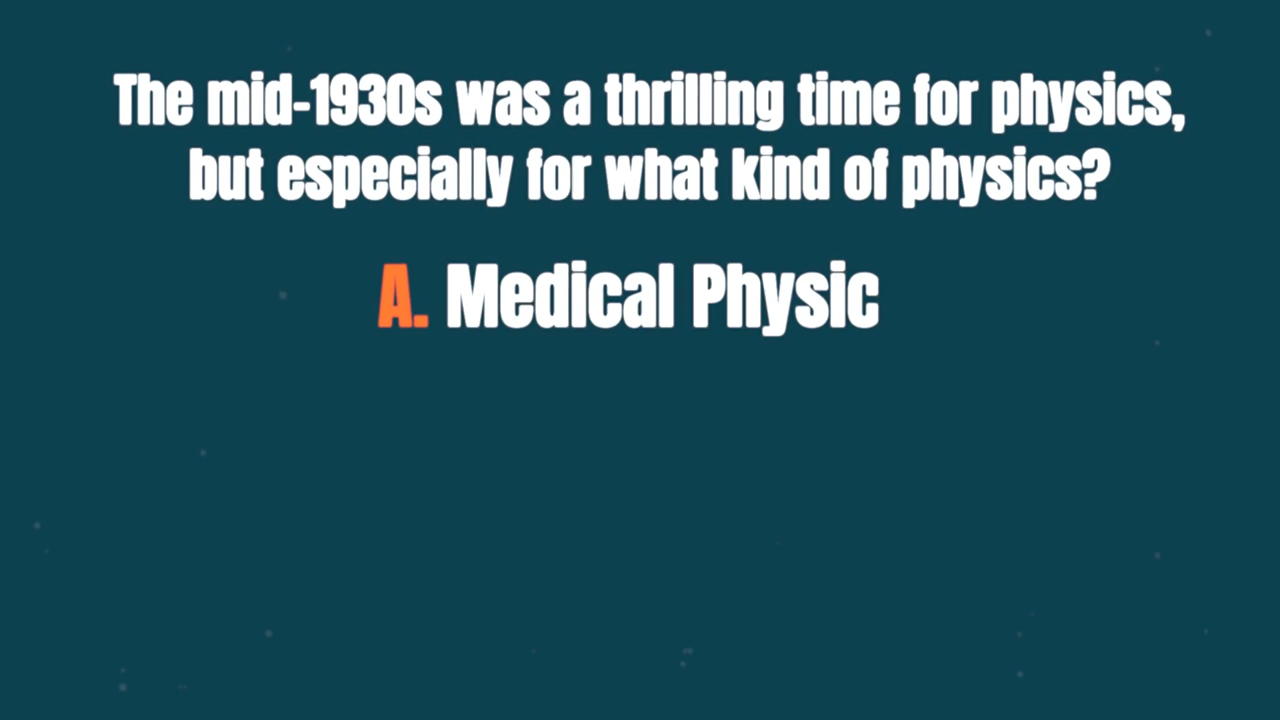 The mid-1930s was a thrilling time for physics,
but especially for what kind of physics?
A. Medical Physic